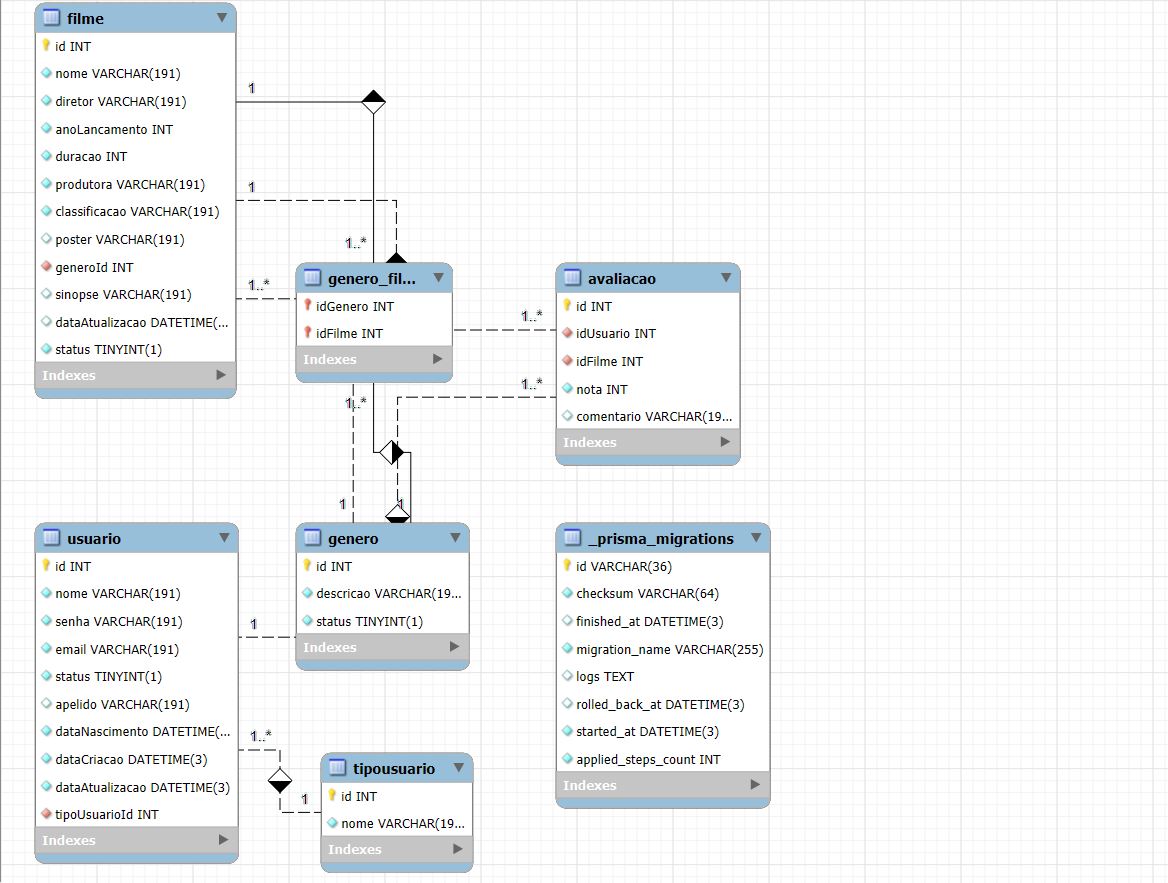 filme
id INT
nome VARCHAR(191)
diretor VARCHAR(191)
anoLancamento INT
duracao INT
produtora VARCHAR(191)
classificacao VARCHAR(191)
poster VARCHAR(191)
generoId INT
sinopse VARCHAR(191)
dataAtualizacao DATETIME(...
status TINYINT(1)
Indexes
1
1
1..*
1..*
genero_fil...
idGenero INT
idFilme INT
Indexes
1..*
1..*
1..*
1
1
avaliacao
id INT
idUsuario INT
idFilme INT
nota INT
comentario VARCHAR(19...
Indexes
usuario
id INT
nome VARCHAR(191)
senha VARCHAR(191)
email VARCHAR(191)
status TINYINT(1)
apelido VARCHAR(191)
dataNascimento DATETIME(...
dataCriacao DATETIME(3)
dataAtualizacao DATETIME(3)
tipoUsuarioId INT
Indexes
1
1..*
1
genero
id INT
descricao VARCHAR(19...
status TINYINT(1)
Indexes
tipousuario
id INT
nome VARCHAR(19...
Indexes
_prisma_migrations
id VARCHAR(36)
checksum VARCHAR(64)
finished_at DATETIME(3)
migration_name VARCHAR(255)
logs TEXT
rolled_back_at DATETIME(3)
started_at DATETIME(3)
applied_steps_count INT
Indexes